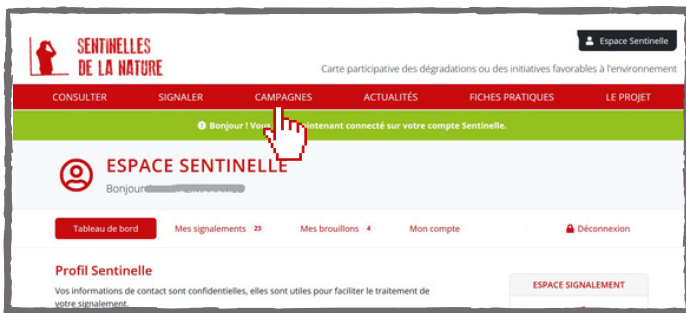 SENTINELLES
DE LA NATURE
Espace Sentinelle
Carte participative des dégradations ou des initiatives favorables à l'environnement
CONSULTER SIGNALER CAMPAGNES ACTUALITÉS FICHES PRATIQUES LE PROJET
Bonjour ! Vous maintenant connecté sur votre compte Sentinelle.
ESPACE SENTINELLE
Bonjour
Tableau de bord Mes signalements 23 Mes brouillons 4 Mon compte Déconnexion
Profil Sentinelle
ESPACE SIGNALEMENT
Vos informations de contact sont confidentielles, elles sont utiles pour faciliter le traitement de
votre signalement.